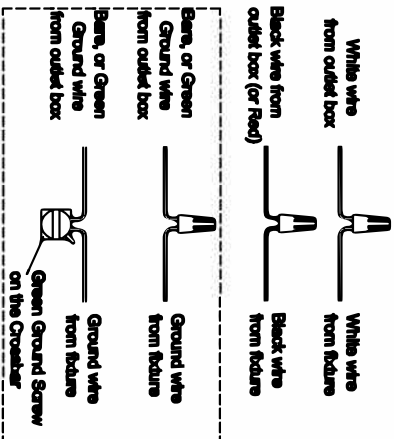 White wire
from outlet box
White wire
from fixture
Black wire from
outlet box (or Red)
Black wire
from fixture
Bare, or Green
Ground wire
from outlet box
Ground wire
from fixture
Bare, or Green
Ground wire
from outlet box
Ground wire
from fixture
Green Ground Screw
on the Crossbar